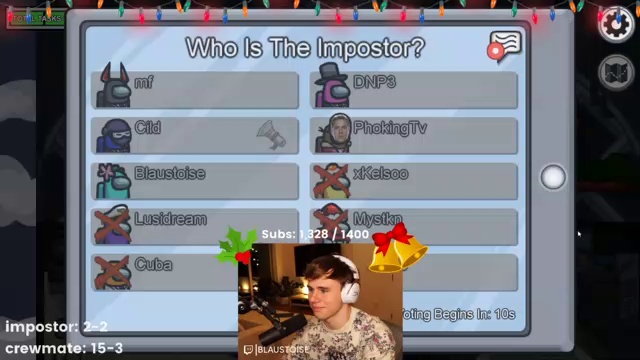 TOTAL TASKS
Who Is The Impostor?
mf
DNP3
Cild
PhokingTv
Blaustoise
xKelsoo
Lusidream
Mystkn
Subs: 1,328 / 1400
Cuba
Voting Begins In: 10s
impostor: 2-2
crewmate: 15-3
BLAUSTOISE